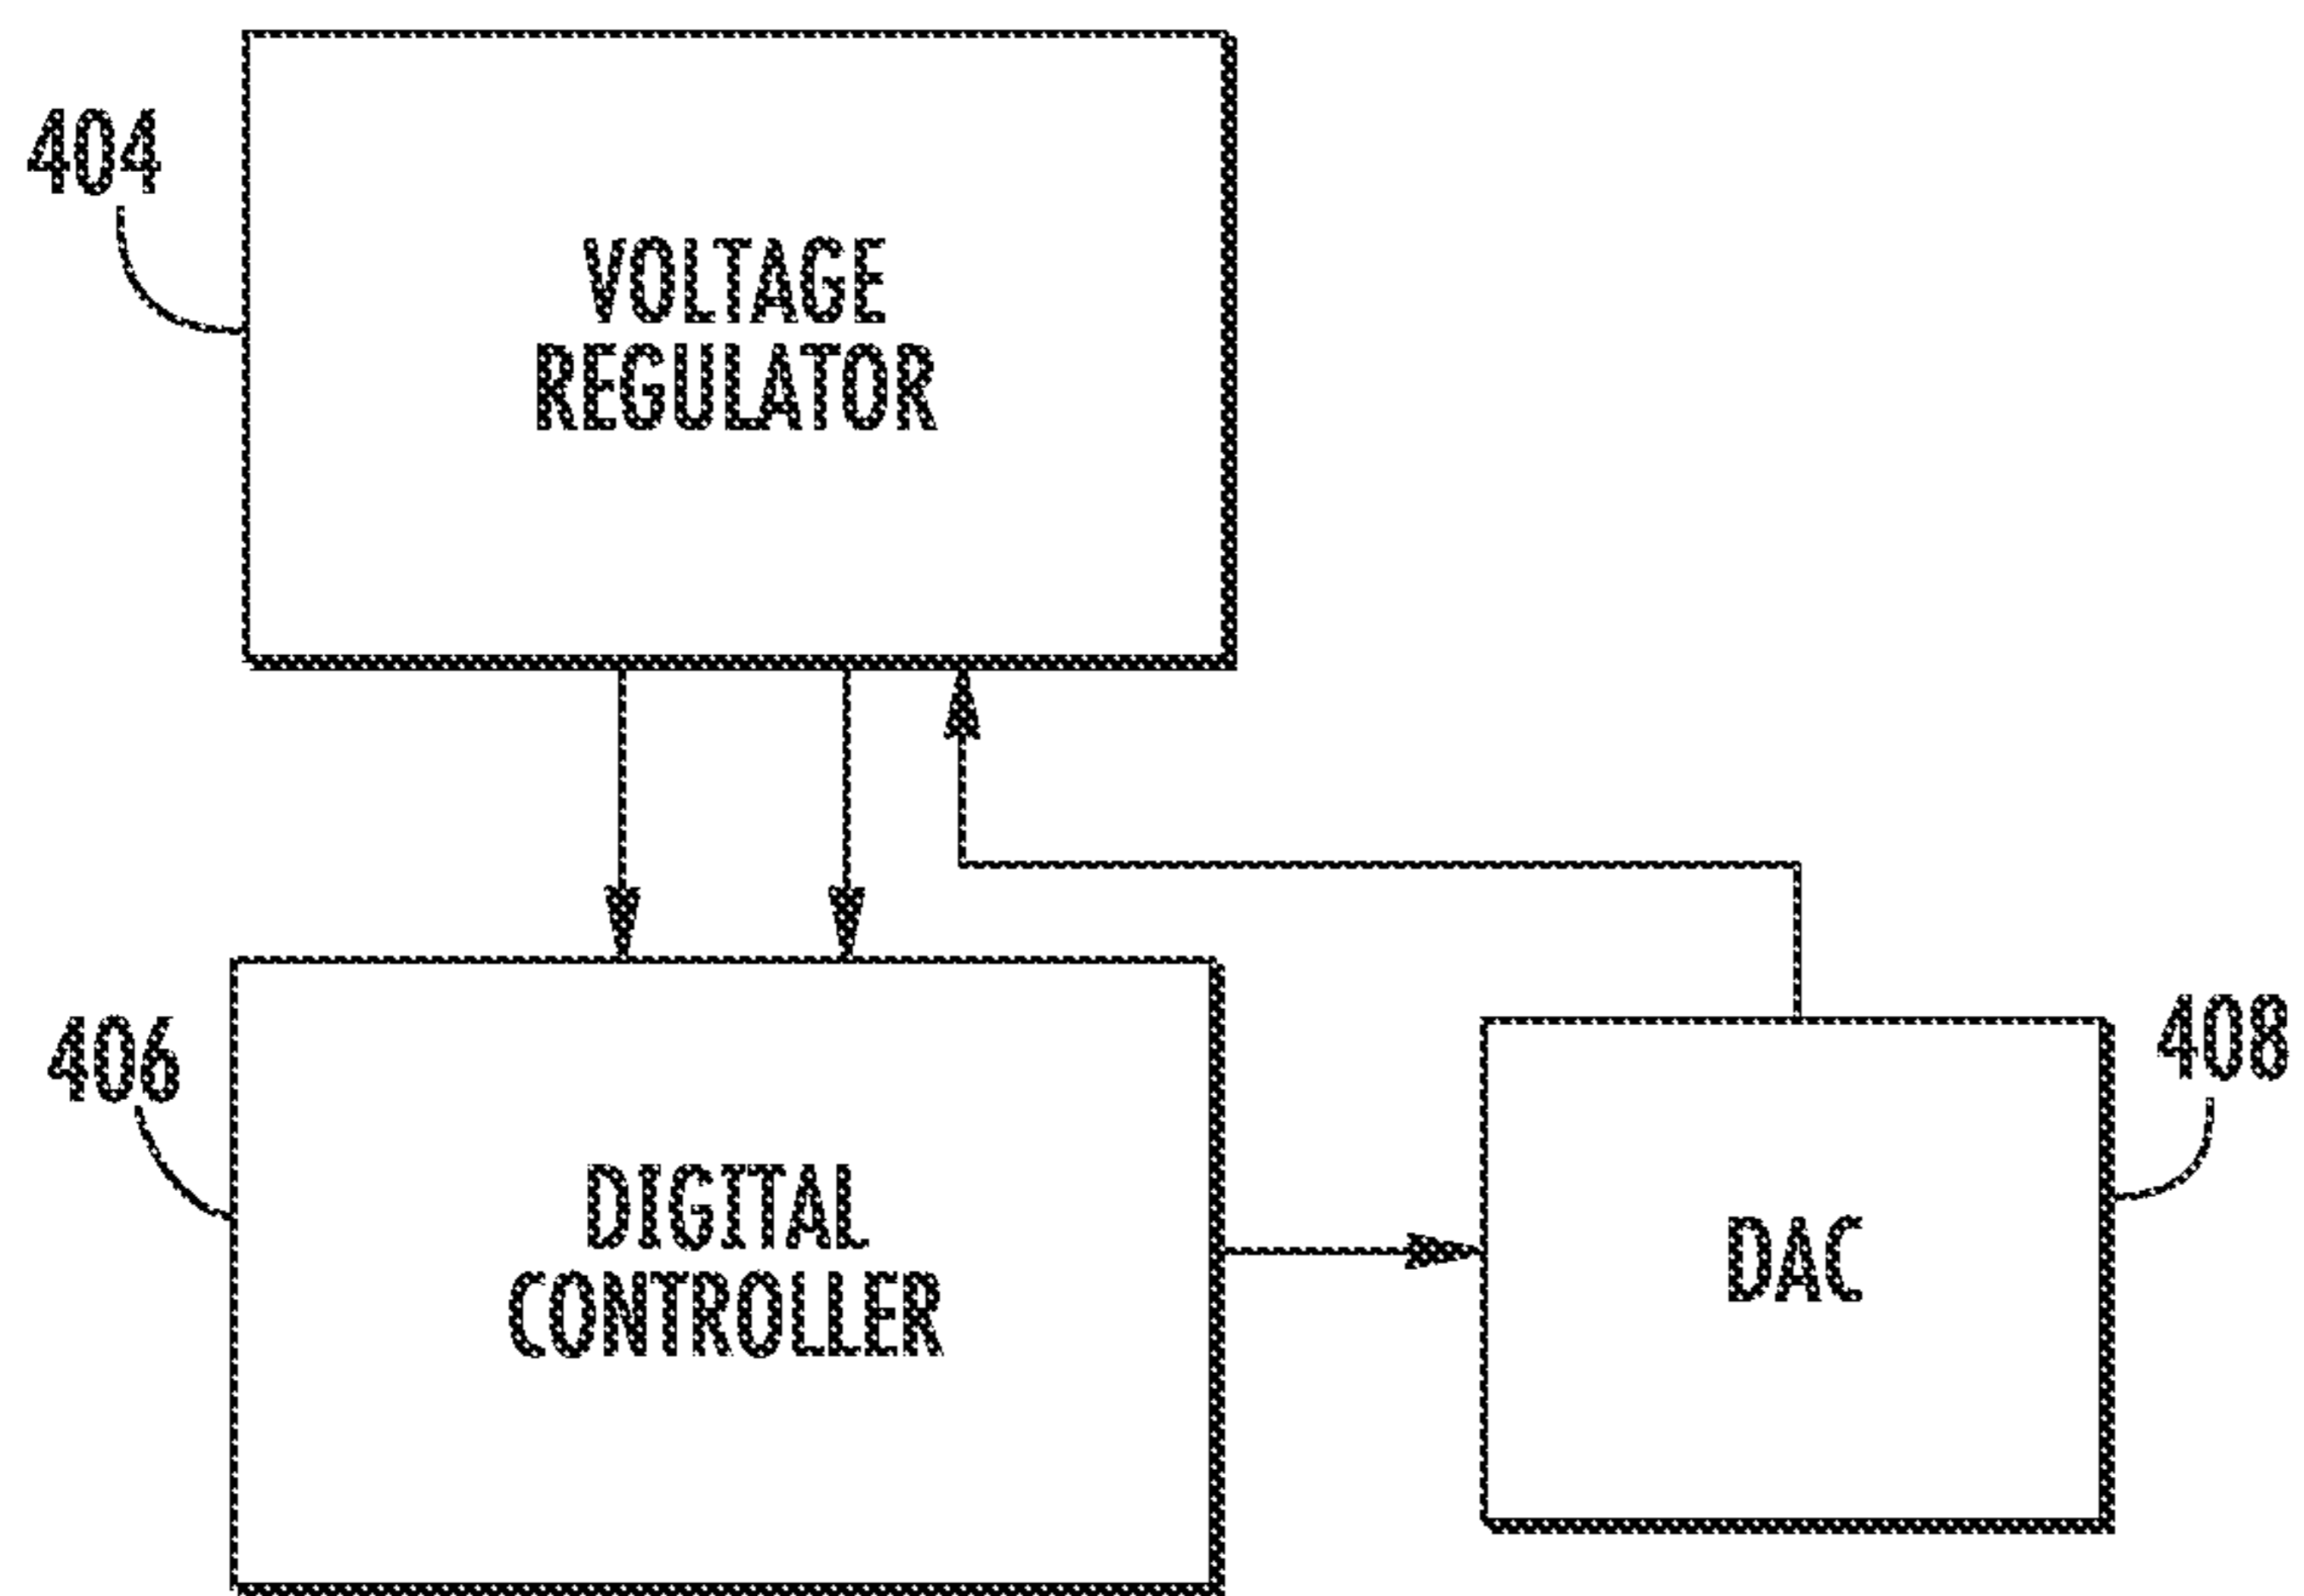 404
VOLTAGE
REGULATOR
406
408
DIGITAL
CONTROLLER
DAC